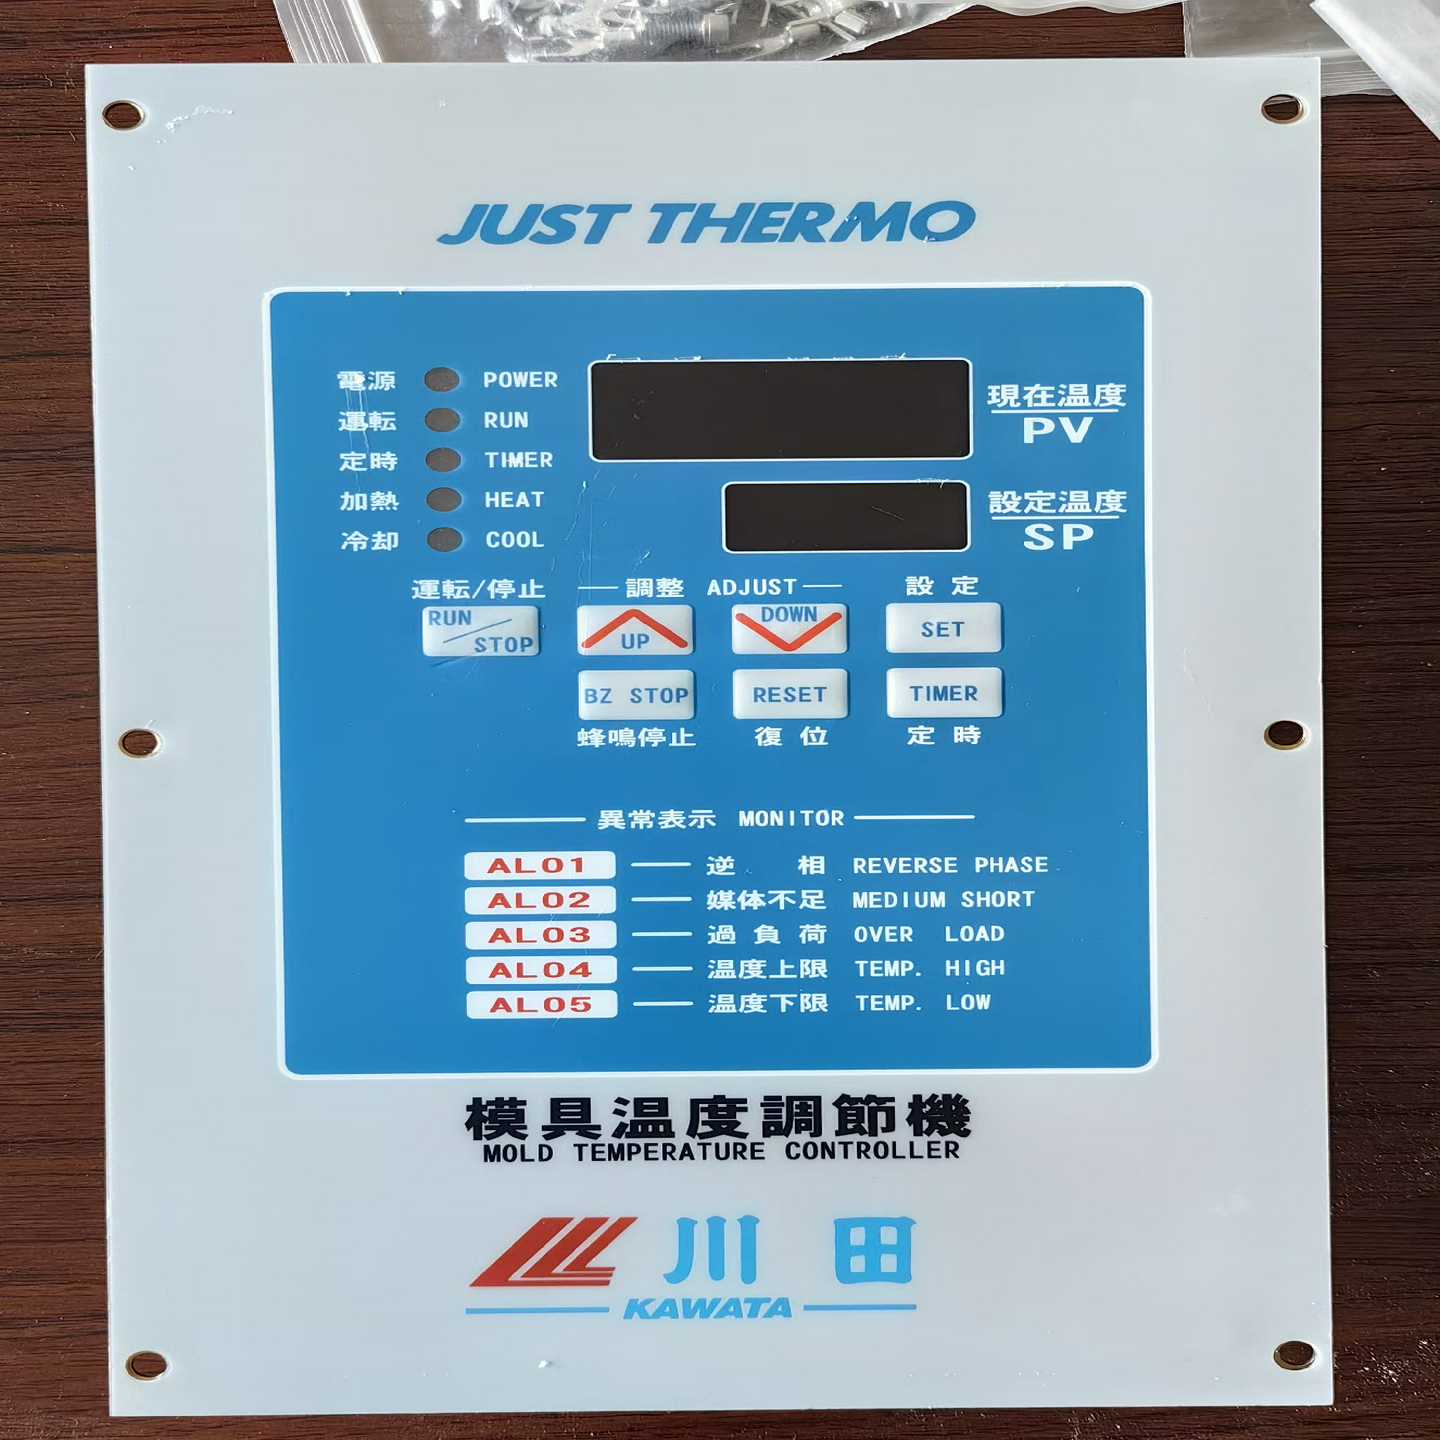 JUST THERMO
電源 POWER
運転 RUN
定時 TIMER
加熱 HEAT
冷却 COOL
現在温度
PV
設定温度
SP
運転/停止 調整 ADJUST 設 定
RUN STOP UP DOWN SET
BZ STOP RESET TIMER
蜂鳴停止 復 位 定 時
異常表示 MONITOR
AL01 逆 相 REVERSE PHASE
AL02 媒体不足 MEDIUM SHORT
AL03 過負荷 OVER LOAD
AL04 温度上限 TEMP. HIGH
AL05 温度下限 TEMP. LOW
模具温度調節機
MOLD TEMPERATURE CONTROLLER
川 田
KAWATA